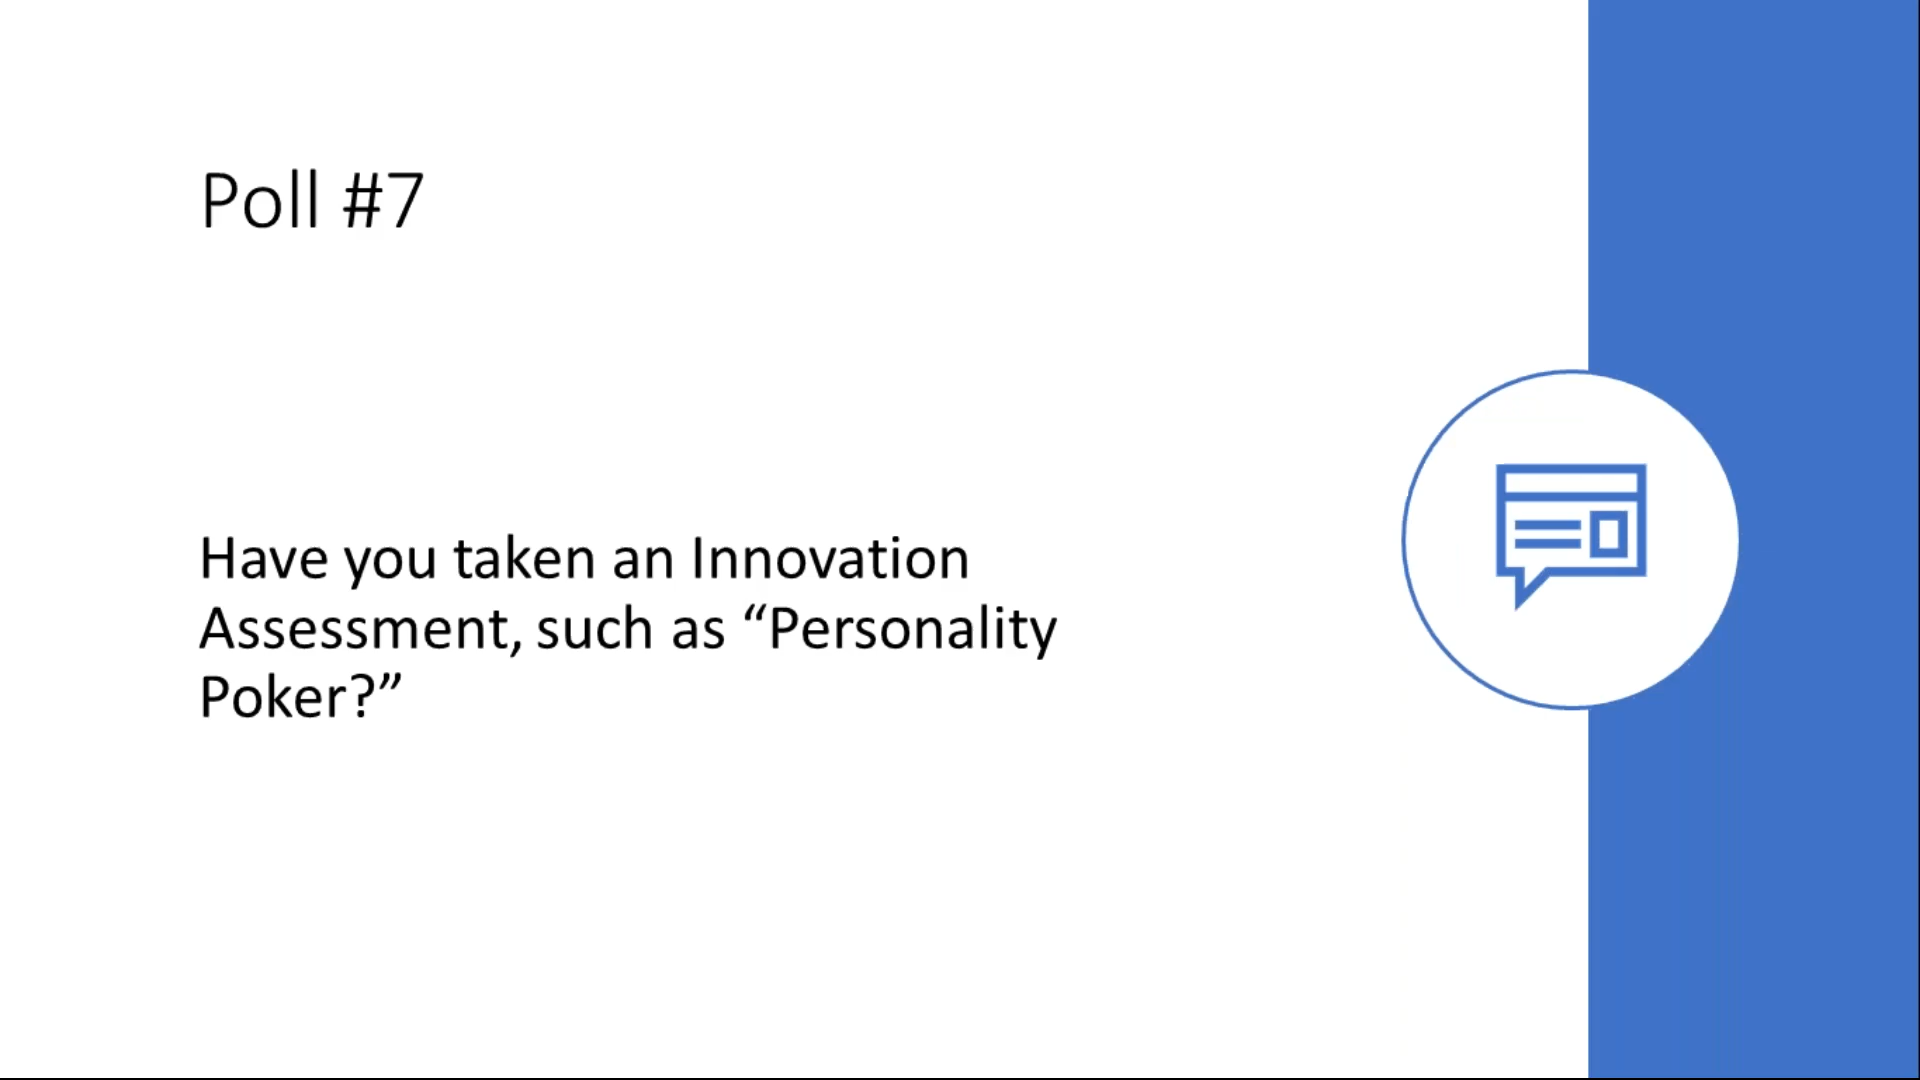 Poll #7
Have you taken an Innovation
Assessment, such as “Personality
Poker?”